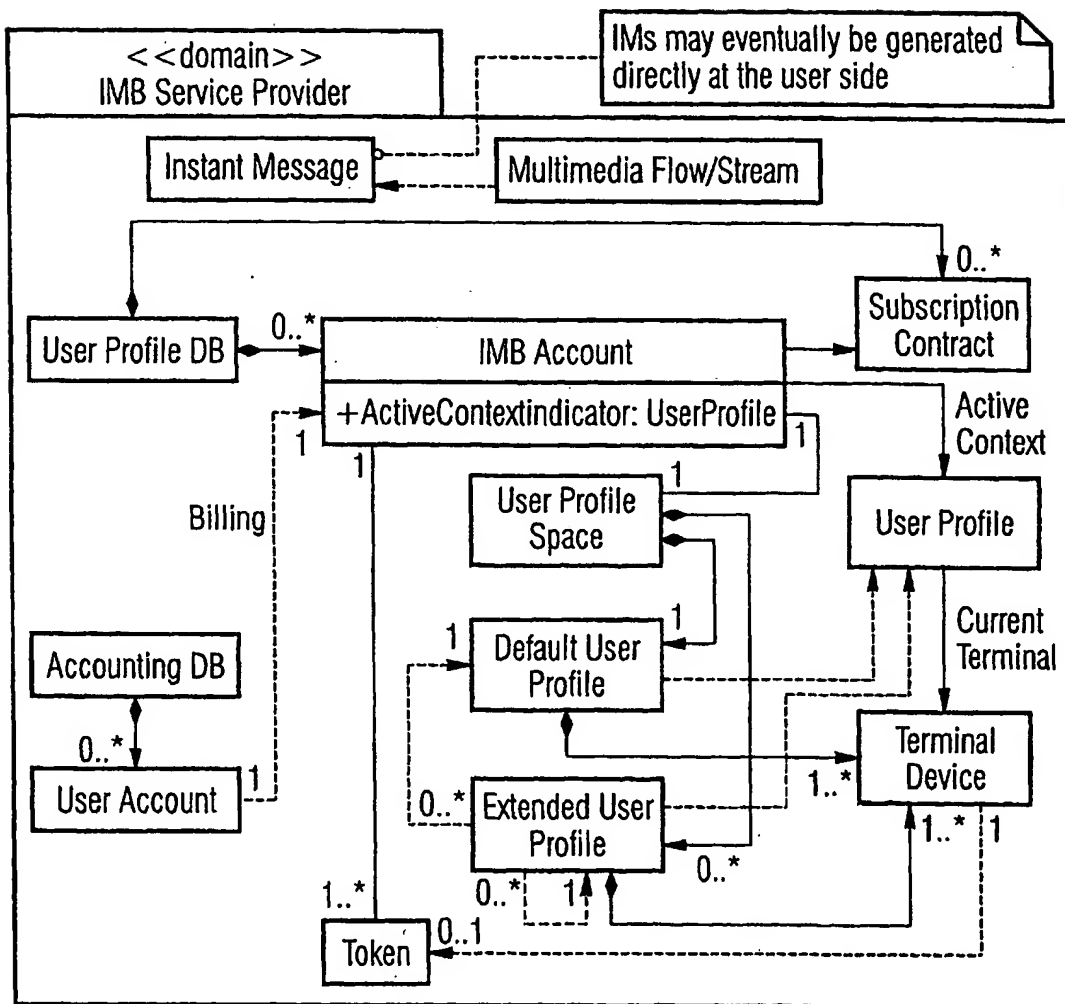 <<domain>>
IMB Service Provider
IMs may eventually be generated
directly at the user side
Instant Message
Multimedia Flow/Stream
0..*
Subscription
Contract
User Profile DB
0..*
IMB Account
+ActiveContextindicator: UserProfile
Active
Context
1
1
1
1
User Profile
Space
User Profile
Billing
1
1
Default User
Profile
Current
Terminal
Accounting DB
0..*
User Account
1
Terminal
Device
1..*
0..*
Extended User
Profile
1..*
1
0..*
0..*
1
1..*
Token
0..1